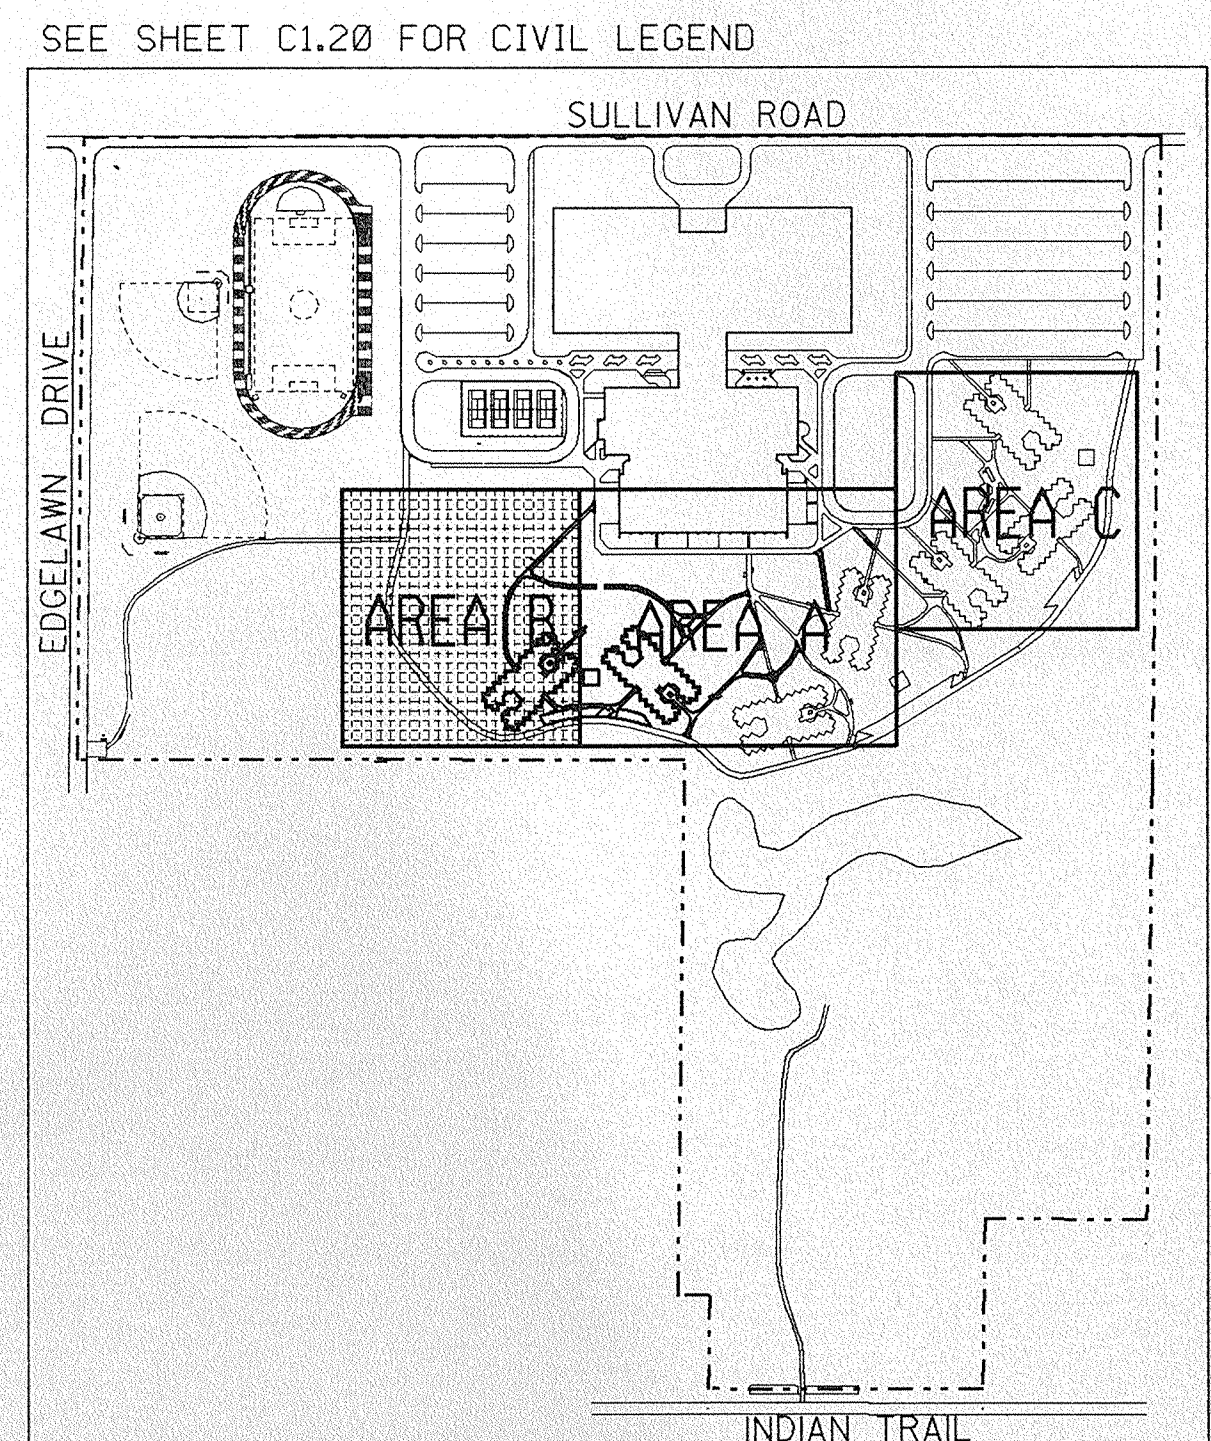 SEE SHEET C1.20 FOR CIVIL LEGEND
SULLIVAN ROAD
EDGELAWN DRIVE
AREA C
AREA B
AREA A
INDIAN TRAIL